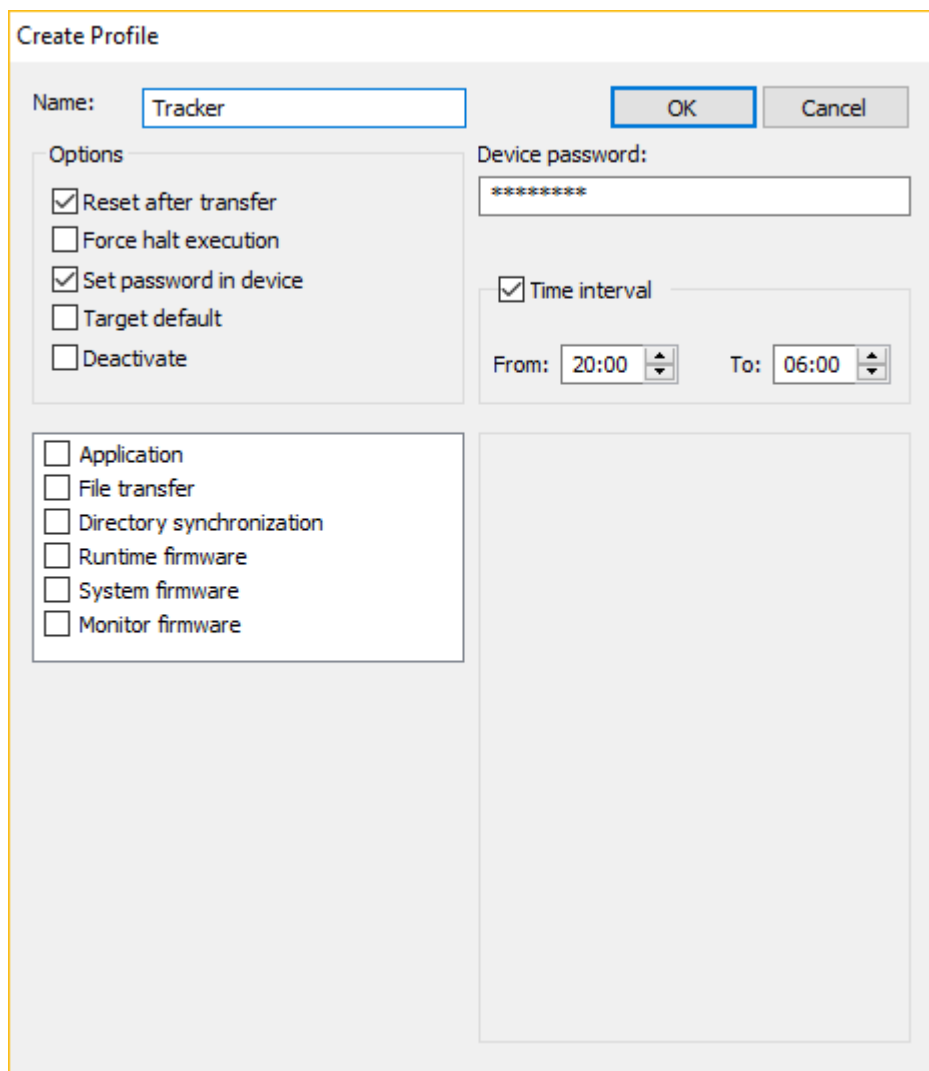 Create Profile
Name: Tracker OK Cancel
Options
Reset after transfer
Force halt execution
Set password in device
Target default
Deactivate
Device password:
********
Time interval
From: 20:00 To: 06:00
Application
File transfer
Directory synchronization
Runtime firmware
System firmware
Monitor firmware